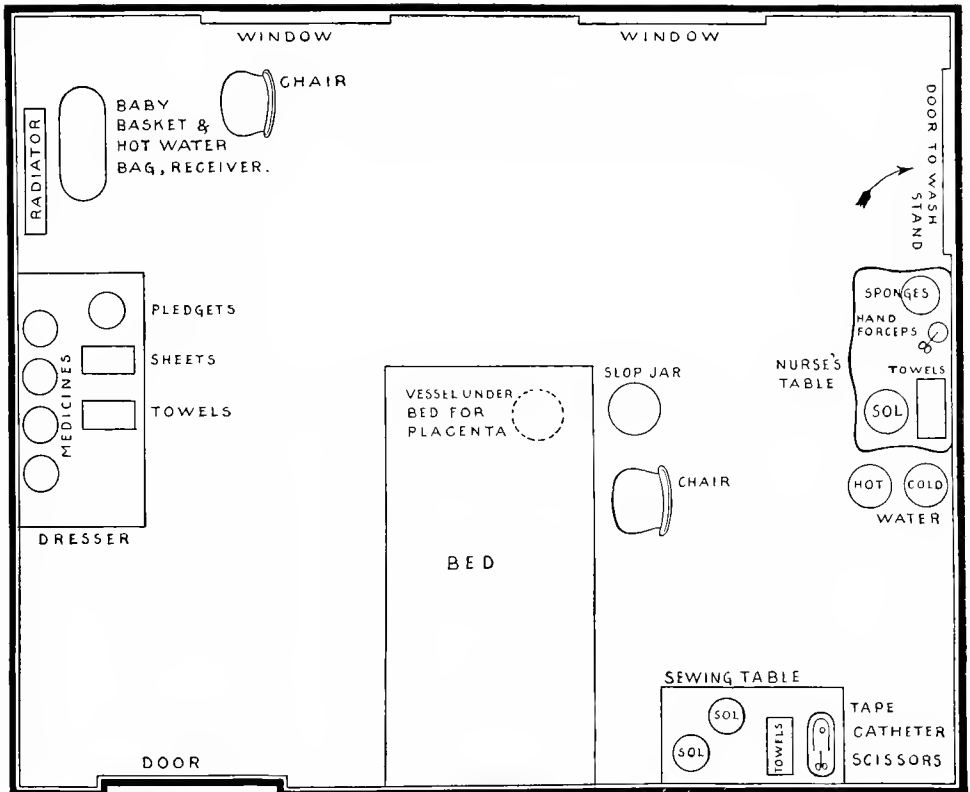 WINDOW
WINDOW
CHAIR
BABY
BASKET &
HOT WATER
BAG, RECEIVER.
RADIATOR
DOOR TO WASH
STAND
PLEDGETS
SHEETS
TOWELS
MEDICINES
DRESSER
VESSEL UNDER
BED FOR
PLACENTA
SLOP JAR
CHAIR
BED
SPONGES
HAND
FORCEPS
NURSE'S
TABLE
TOWELS
SOL
HOT
COLD
WATER
SEWING TABLE
SOL
SOL
TOWELS
TAPE
CATHETER
SCISSORS
DOOR